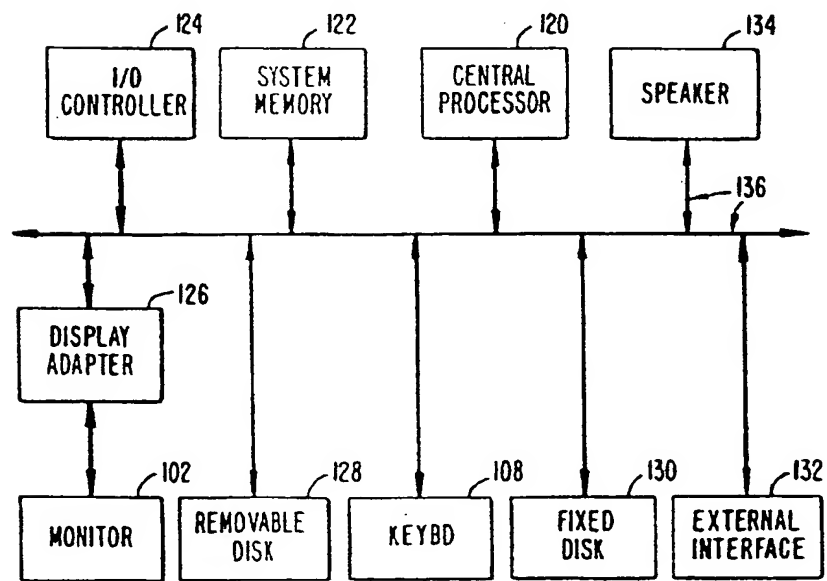 124
I/O
CONTROLLER
122
SYSTEM
MEMORY
120
CENTRAL
PROCESSOR
134
SPEAKER
136
126
DISPLAY
ADAPTER
102
MONITOR
128
REMOVABLE
DISK
108
KEYBD
130
FIXED
DISK
132
EXTERNAL
INTERFACE